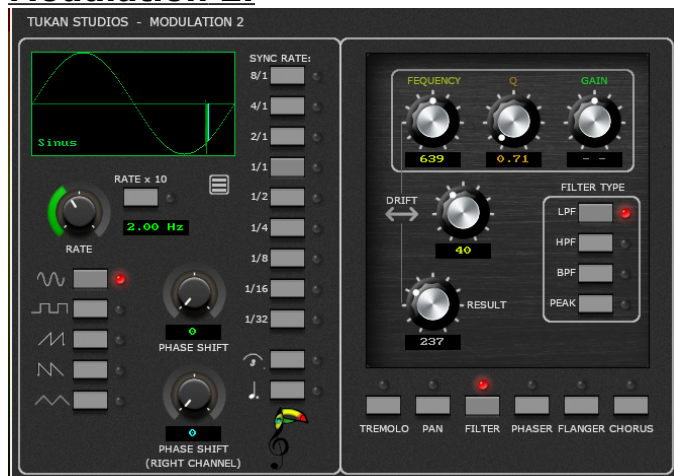 Modulation 2.
TUKAN STUDIOS - MODULATION 2
Sinus
SYNC RATE:
8/1
4/1
2/1
1/1
1/2
1/4
1/8
1/16
1/32
3
RATE x 10
2.00 Hz
RATE
0
PHASE SHIFT
0
PHASE SHIFT
(RIGHT CHANNEL)
FEQUENCY Q GAIN
639 0.71 - -
DRIFT
40
RESULT
237
FILTER TYPE
LPF
HPF
BPF
PEAK
TREMOLO PAN FILTER PHASER FLANGER CHORUS